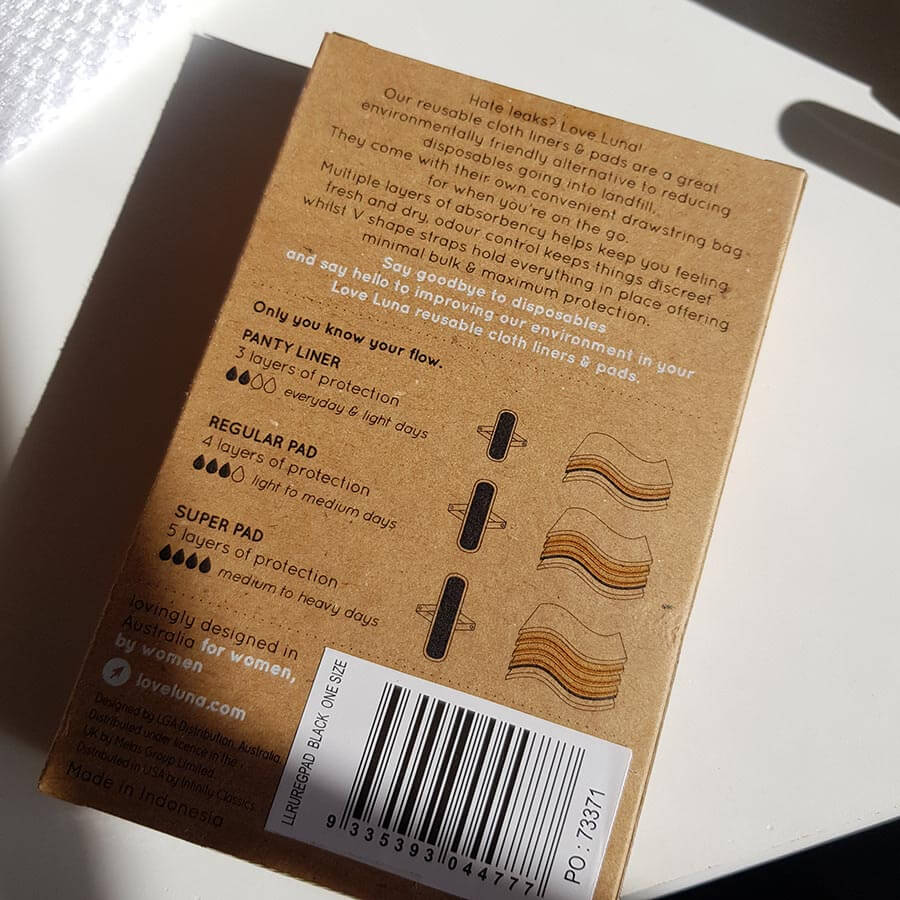 Hate leaks? Love Luna!
Our reusable cloth liners & pads are a great
environmentally friendly alternative to reducing
disposables going into landfill.
They come with their own convenient drawstring bag
for when you're on the go.
Multiple layers of absorbency helps keep you feeling
fresh and dry, odour control keeps things discreet
whilst V shape straps hold everything in place offering
minimal bulk & maximum protection.
Say goodbye to disposables
and say hello to improving our environment in your
Love Luna reusable cloth liners & pads.
Only you know your flow.
PANTY LINER
3 layers of protection
everyday & light days
REGULAR PAD
4 layers of protection
light to medium days
SUPER PAD
5 layers of protection
medium to heavy days
lovingly designed in
Australia for women,
by women
loveluna.com
Designed by LGA Distribution, Australia.
Distributed under licence in the
UK by Metas Group Limited.
Distributed in USA by Infinity Classics.
Made in Indonesia
LLRUREGPAD BLACK ONE SIZE
9 335393 044777
PO : 73371